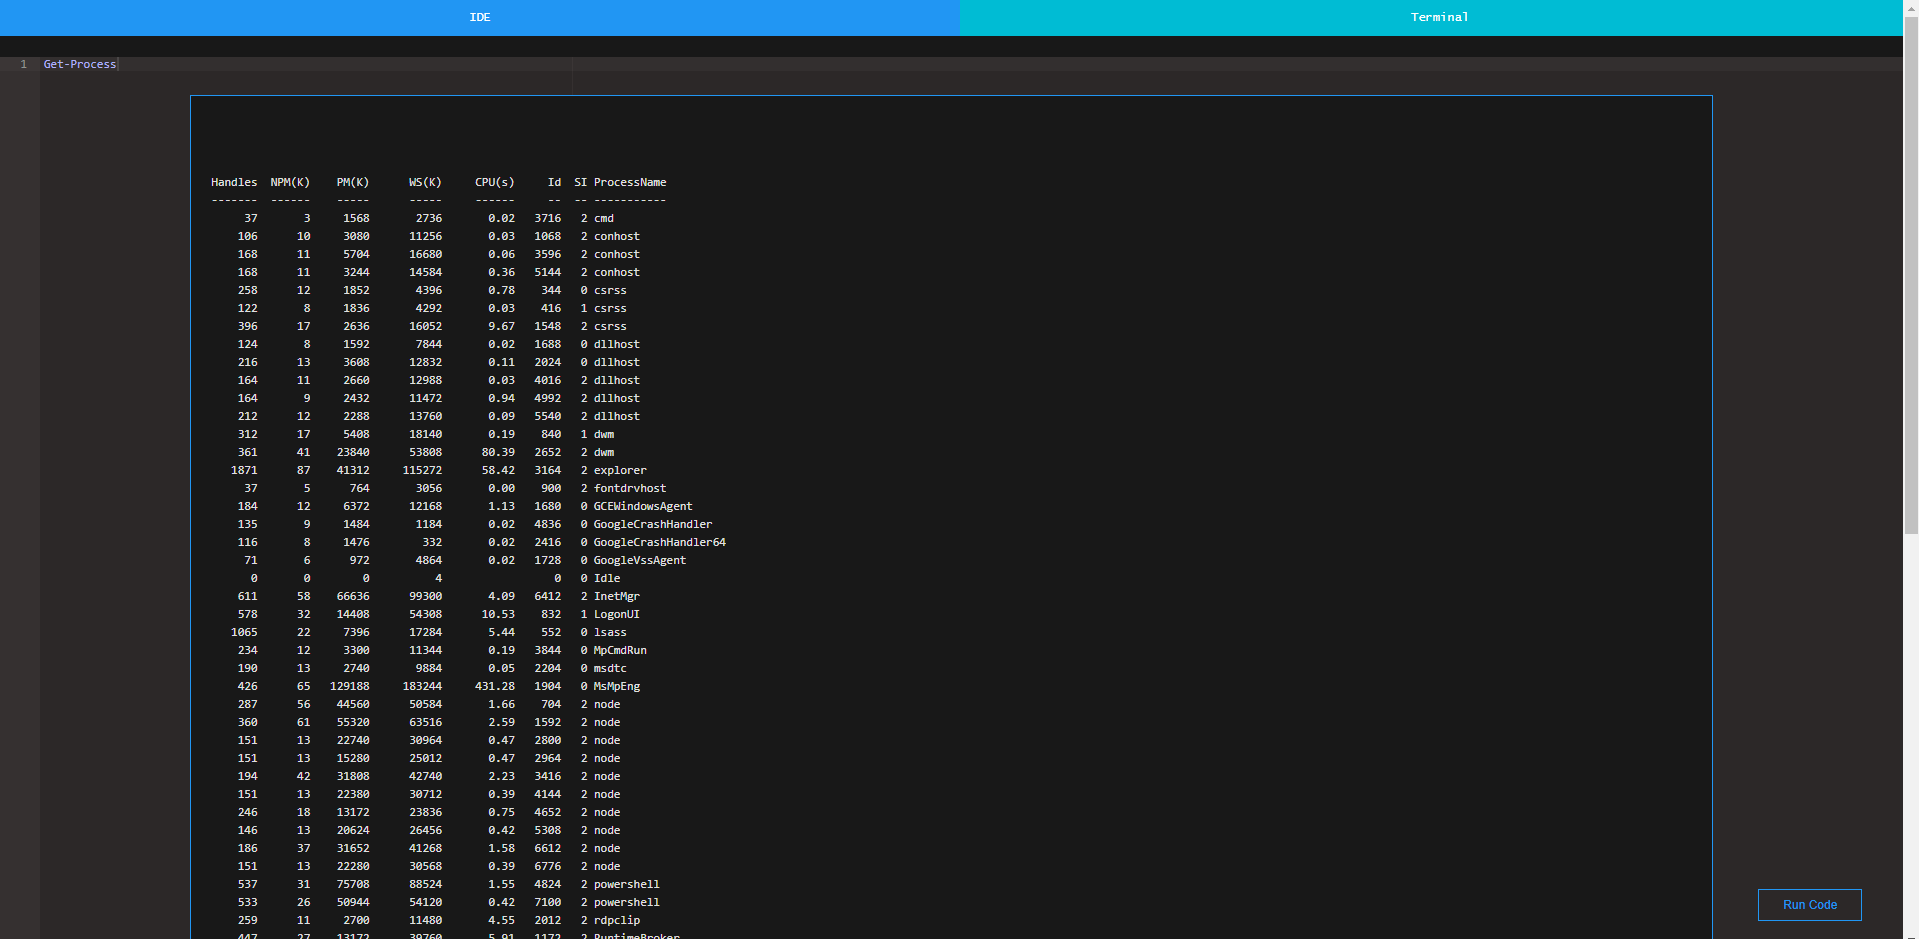 IDE Terminal
1 Get-Process
Handles NPM(K) PM(K) WS(K) CPU(s) Id SI ProcessName
------- ------ ----- ----- ------ -- -- -----------
37 3 1568 2736 0.02 3716 2 cmd
106 10 3080 11256 0.03 1068 2 conhost
168 11 5704 16680 0.06 3596 2 conhost
168 11 3244 14584 0.36 5144 2 conhost
258 12 1852 4396 0.78 344 0 csrss
122 8 1836 4292 0.03 416 1 csrss
396 17 2636 16052 9.67 1548 2 csrss
124 8 1592 7844 0.02 1688 0 dllhost
216 13 3608 12832 0.11 2024 0 dllhost
164 11 2660 12988 0.03 4016 2 dllhost
164 9 2432 11472 0.94 4992 2 dllhost
212 12 2288 13760 0.09 5540 2 dllhost
312 17 5408 18140 0.19 840 1 dwm
361 41 23840 53808 80.39 2652 2 dwm
1871 87 41312 115272 58.42 3164 2 explorer
37 5 764 3056 0.00 900 2 fontdrvhost
184 12 6372 12168 1.13 1680 0 GCEWindowsAgent
135 9 1484 1184 0.02 4836 0 GoogleCrashHandler
116 8 1476 332 0.02 2416 0 GoogleCrashHandler64
71 6 972 4864 0.02 1728 0 GoogleVssAgent
0 0 0 4 0 0 Idle
611 58 66636 99300 4.09 6412 2 InetMgr
578 32 14408 54308 10.53 832 1 LogonUI
1065 22 7396 17284 5.44 552 0 lsass
234 12 3300 11344 0.19 3844 0 MpCmdRun
190 13 2740 9884 0.05 2204 0 msdtc
426 65 129188 183244 431.28 1904 0 MsMpEng
287 56 44560 50584 1.66 704 2 node
360 61 55320 63516 2.59 1592 2 node
151 13 22740 30964 0.47 2800 2 node
151 13 15280 25012 0.47 2964 2 node
194 42 31808 42740 2.23 3416 2 node
151 13 22380 30712 0.39 4144 2 node
246 18 13172 23836 0.75 4652 2 node
146 13 20624 26456 0.42 5308 2 node
186 37 31652 41268 1.58 6612 2 node
151 13 22280 30568 0.39 6776 2 node
537 31 75708 88524 1.55 4824 2 powershell
533 26 50944 54120 0.42 7100 2 powershell
259 11 2700 11480 4.55 2012 2 rdpclip
447 27 13172 39760 5.91 1172 2 RuntimeBroker
Run Code